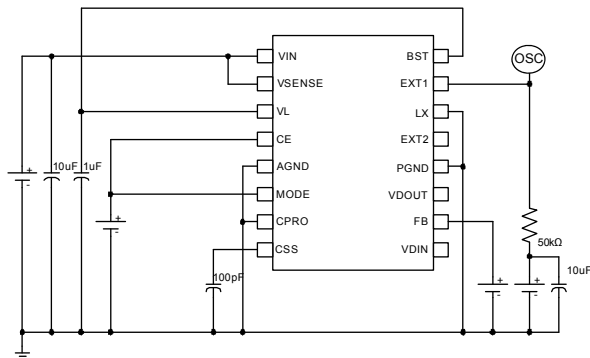 VIN
BST
OSC
VSENSE
EXT1
VL
LX
CE
EXT2
10uF
1uF
AGND
PGND
MODE
VDOUT
CPRO
FB
CSS
VDIN
50kΩ
100pF
10uF
+
-
+
-
+
-
+
-